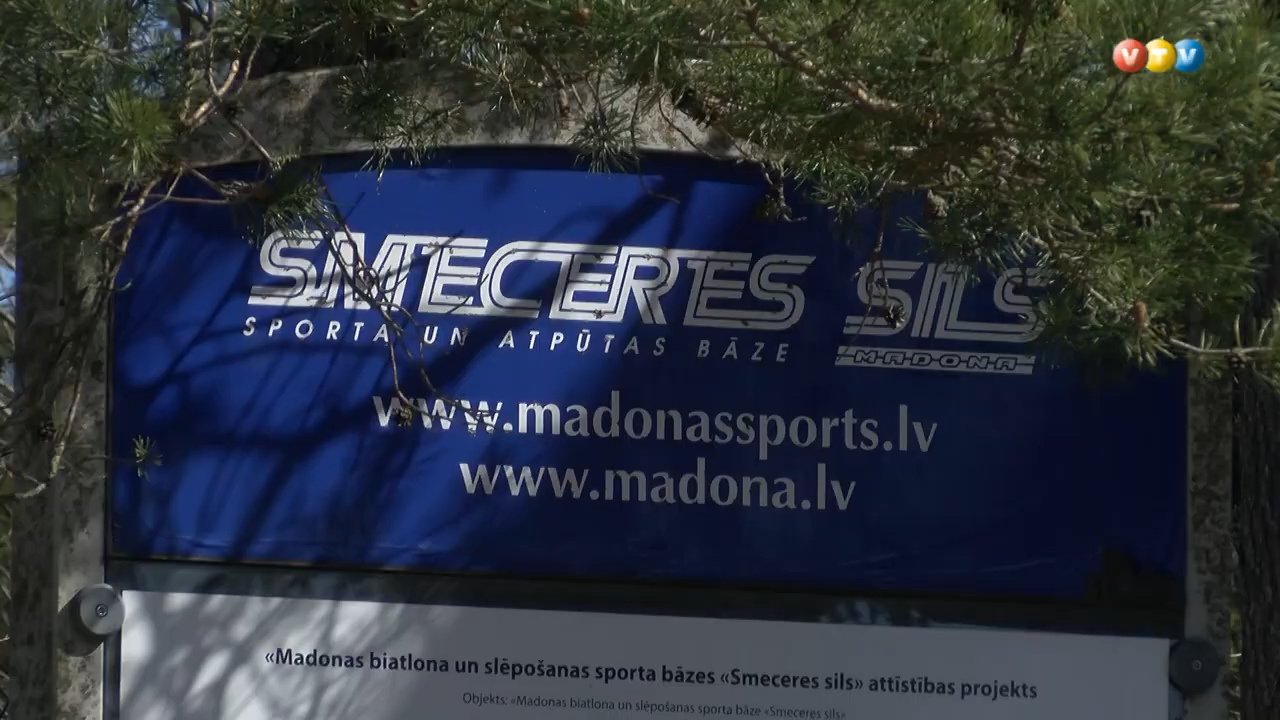 VTV
SMECERES SILS
SPORTA UN ATPŪTAS BĀZE
MADONA
www.madonassports.lv
www.madona.lv
«Madonas biatlona un slēpošanas sporta bāzes «Smeceres sils» attīstības projekts
Objekts: «Madonas biatlona un slēpošanas sporta bāze «Smeceres sils»